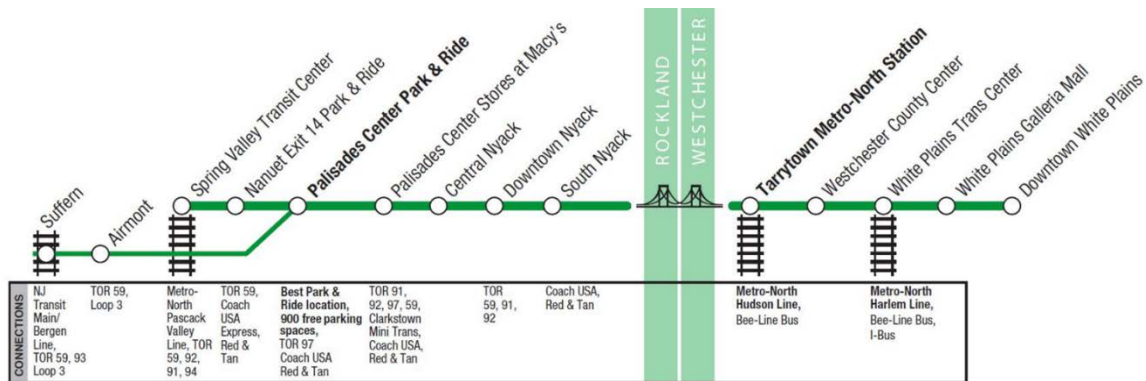 Suffern
Airmont
Spring Valley Transit Center
Nanuet Exit 14 Park & Ride
Palisades Center Park & Ride
Palisades Center Stores at Macy's
Central Nyack
Downtown Nyack
South Nyack
ROCKLAND
WESTCHESTER
Tarrytown Metro-North Station
Westchester County Center
White Plains Trans Center
White Plains Galleria Mall
Downtown White Plains
CONNECTIONS
NJ
Transit
Main/
Bergen
Line,
TOR 59, 93
Loop 3
TOR 59,
Loop 3
Metro-
North
Pascack
Valley
Line, TOR
59, 92,
91, 94
TOR 59,
Coach
USA
Express,
Red &
Tan
Best Park &
Ride location,
900 free parking
spaces,
TOR 97
Coach USA
Red & Tan
TOR 91,
92, 97, 59,
Clarkstown
Mini Trans,
Coach USA,
Red & Tan
TOR
59, 91,
92
Coach USA,
Red & Tan
Metro-North
Hudson Line,
Bee-Line Bus
Metro-North
Harlem Line,
Bee-Line Bus,
I-Bus